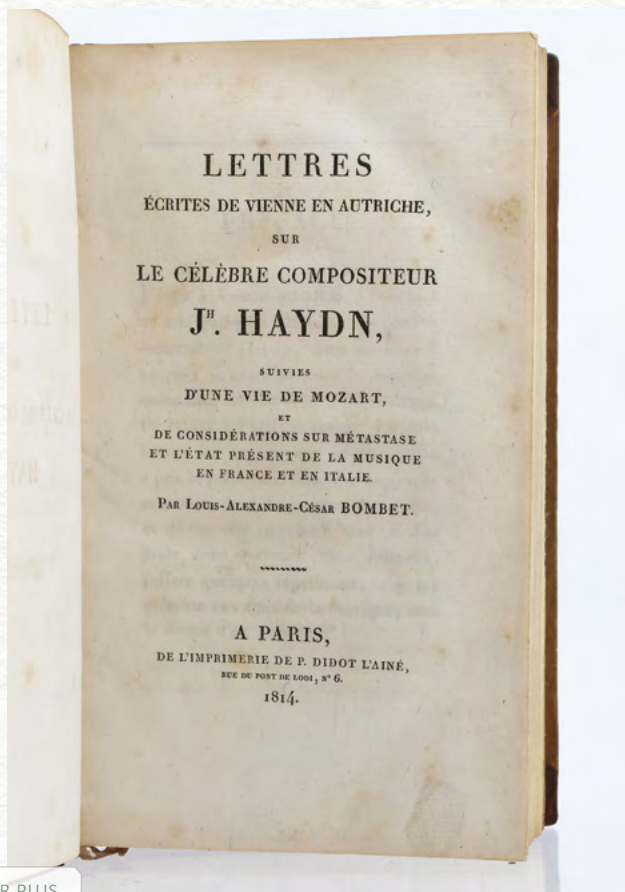 LETTRES
ÉCRITES DE VIENNE EN AUTRICHE,
SUR
LE CÉLÈBRE COMPOSITEUR
Jᴴ. HAYDN,
SUIVIES
D'UNE VIE DE MOZART,
ET
DE CONSIDÉRATIONS SUR MÉTASTASE
ET L'ÉTAT PRÉSENT DE LA MUSIQUE
EN FRANCE ET EN ITALIE.
PAR LOUIS-ALEXANDRE-CÉSAR BOMBET.
A PARIS,
DE L'IMPRIMERIE DE P. DIDOT L'AINÉ,
RUE DU PONT DE LODI, Nº 6.
1814.
PLUS